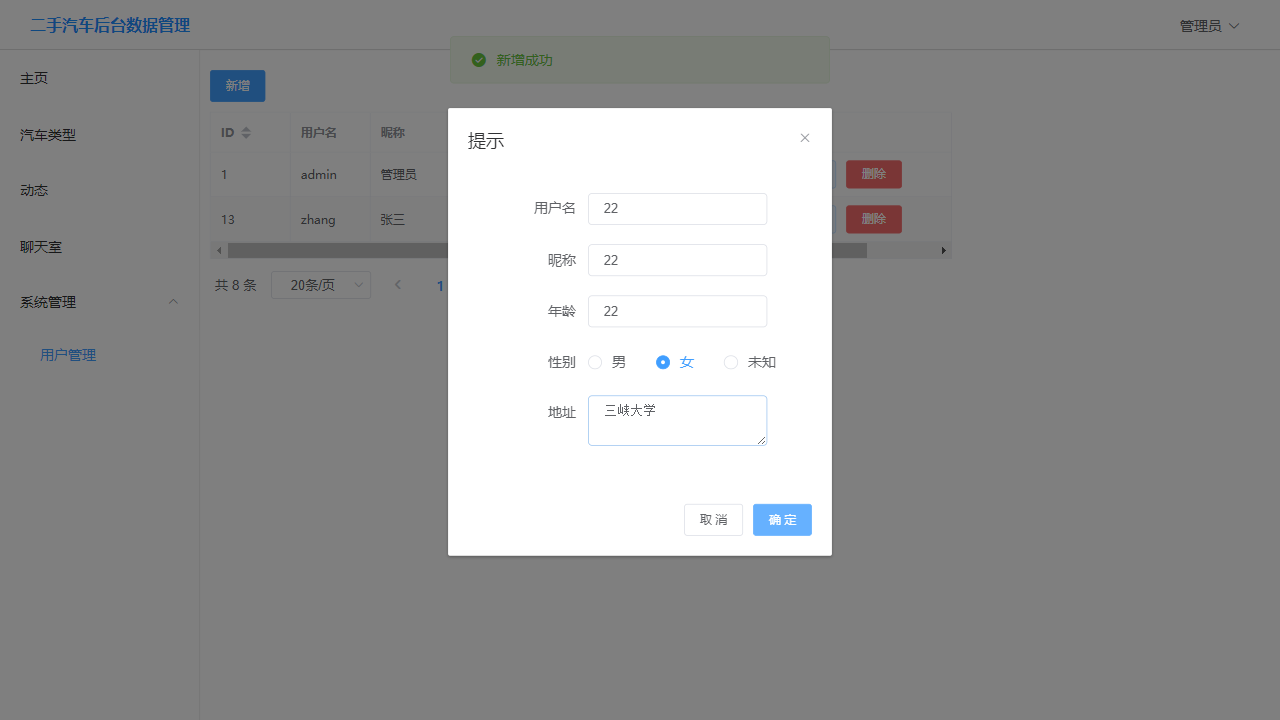 二手汽车后台数据管理
管理员
新增成功
主页
汽车类型
动态
聊天室
系统管理
用户管理
新增
ID 用户名 昵称
1 admin 管理员 删除
13 zhang 张三 删除
共 8 条 20条/页 1
提示
用户名 22
昵称 22
年龄 22
性别 男 女 未知
地址 三峡大学
取 消 确 定